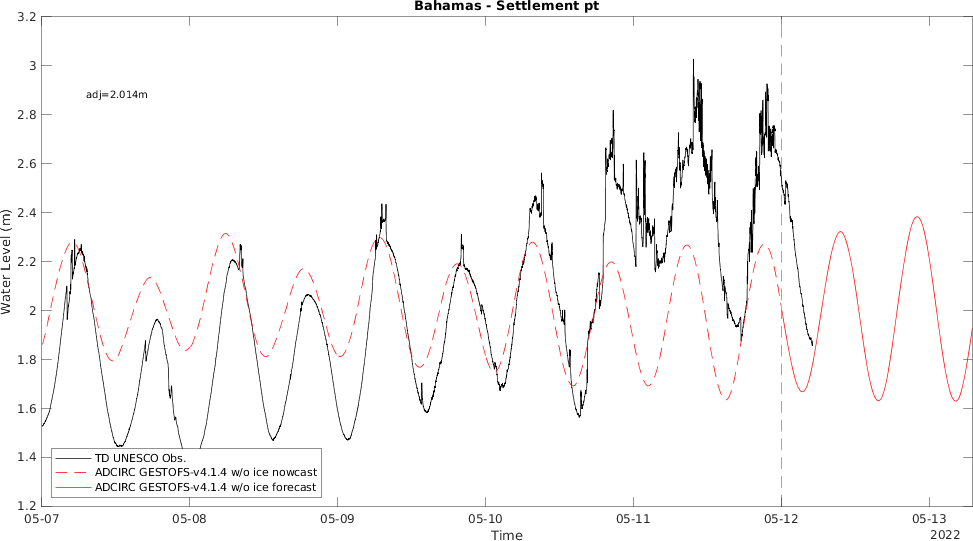 Bahamas - Settlement pt
3.2
3
2.8
2.6
2.4
2.2
2
1.8
1.6
1.4
1.2
Water Level (m)
adj=2.014m
TD UNESCO Obs.
ADCIRC GESTOFS-v4.1.4 w/o ice nowcast
ADCIRC GESTOFS-v4.1.4 w/o ice forecast
05-07 05-08 05-09 05-10 05-11 05-12 05-13
Time
2022